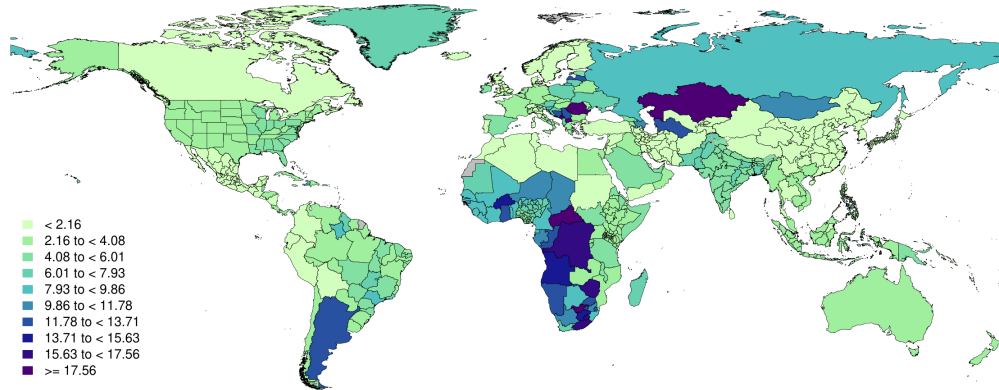 < 2.16
2.16 to < 4.08
4.08 to < 6.01
6.01 to < 7.93
7.93 to < 9.86
9.86 to < 11.78
11.78 to < 13.71
13.71 to < 15.63
15.63 to < 17.56
>= 17.56